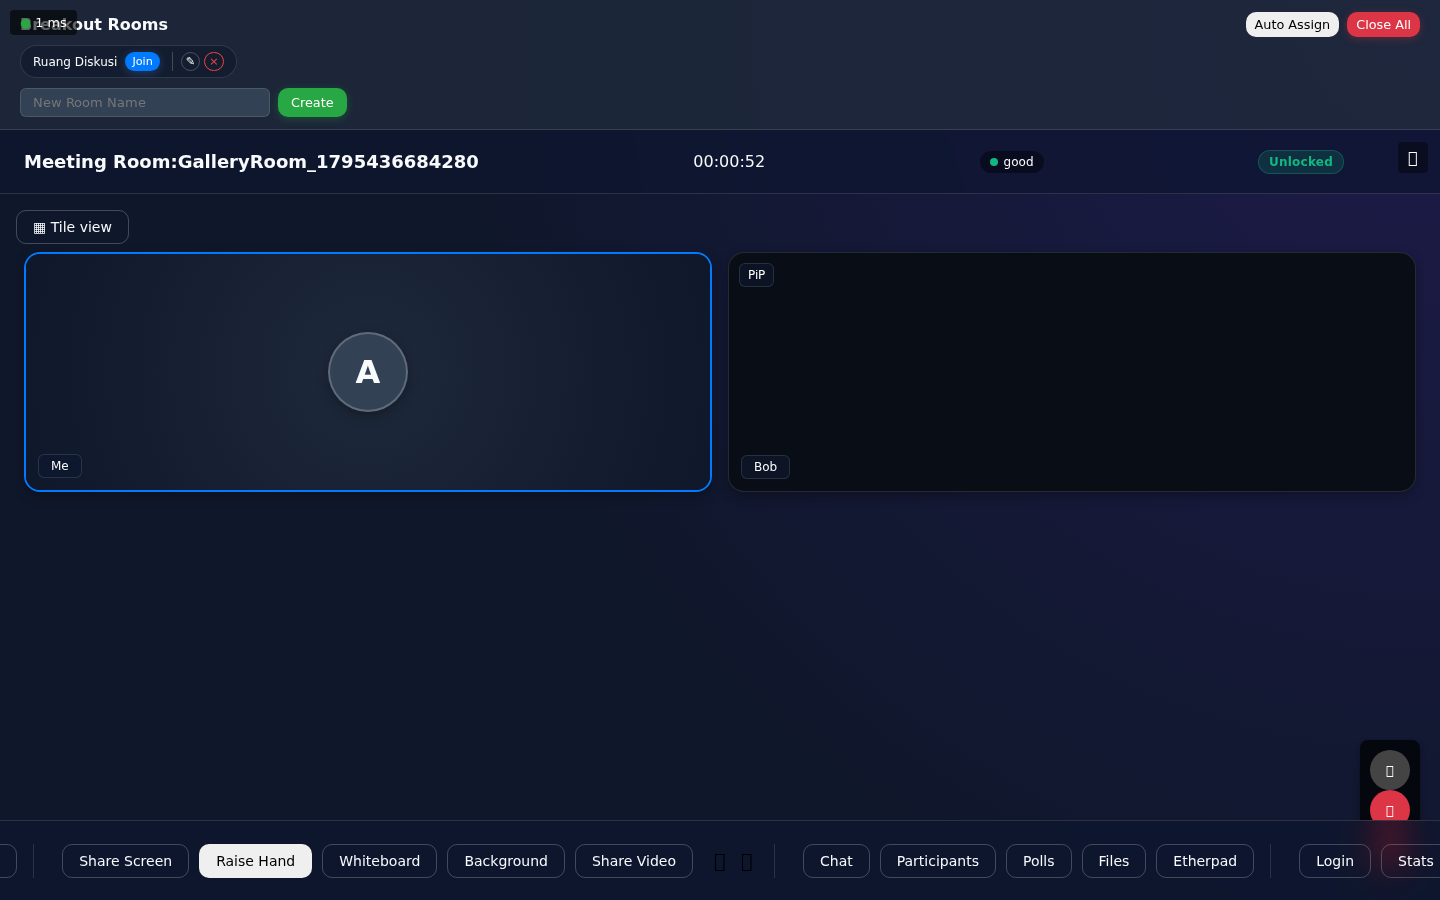 Breakout Rooms
1 ms
Auto Assign
Close All
Ruang Diskusi
Join
New Room Name
Create
Meeting Room:GalleryRoom_1795436684280
00:00:52
good
Unlocked
Tile view
A
Me
PiP
Bob
Share Screen
Raise Hand
Whiteboard
Background
Share Video
Chat
Participants
Polls
Files
Etherpad
Login
Stats